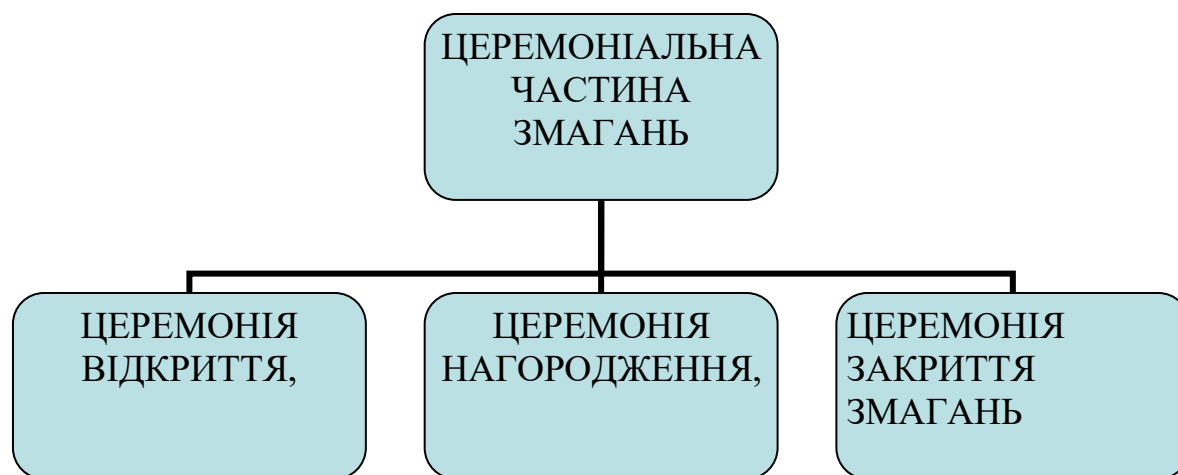 ЦЕРЕМОНІАЛЬНА
ЧАСТИНА
ЗМАГАНЬ
ЦЕРЕМОНІЯ
ВІДКРИТТЯ,
ЦЕРЕМОНІЯ
НАГОРОДЖЕННЯ,
ЦЕРЕМОНІЯ
ЗАКРИТТЯ
ЗМАГАНЬ